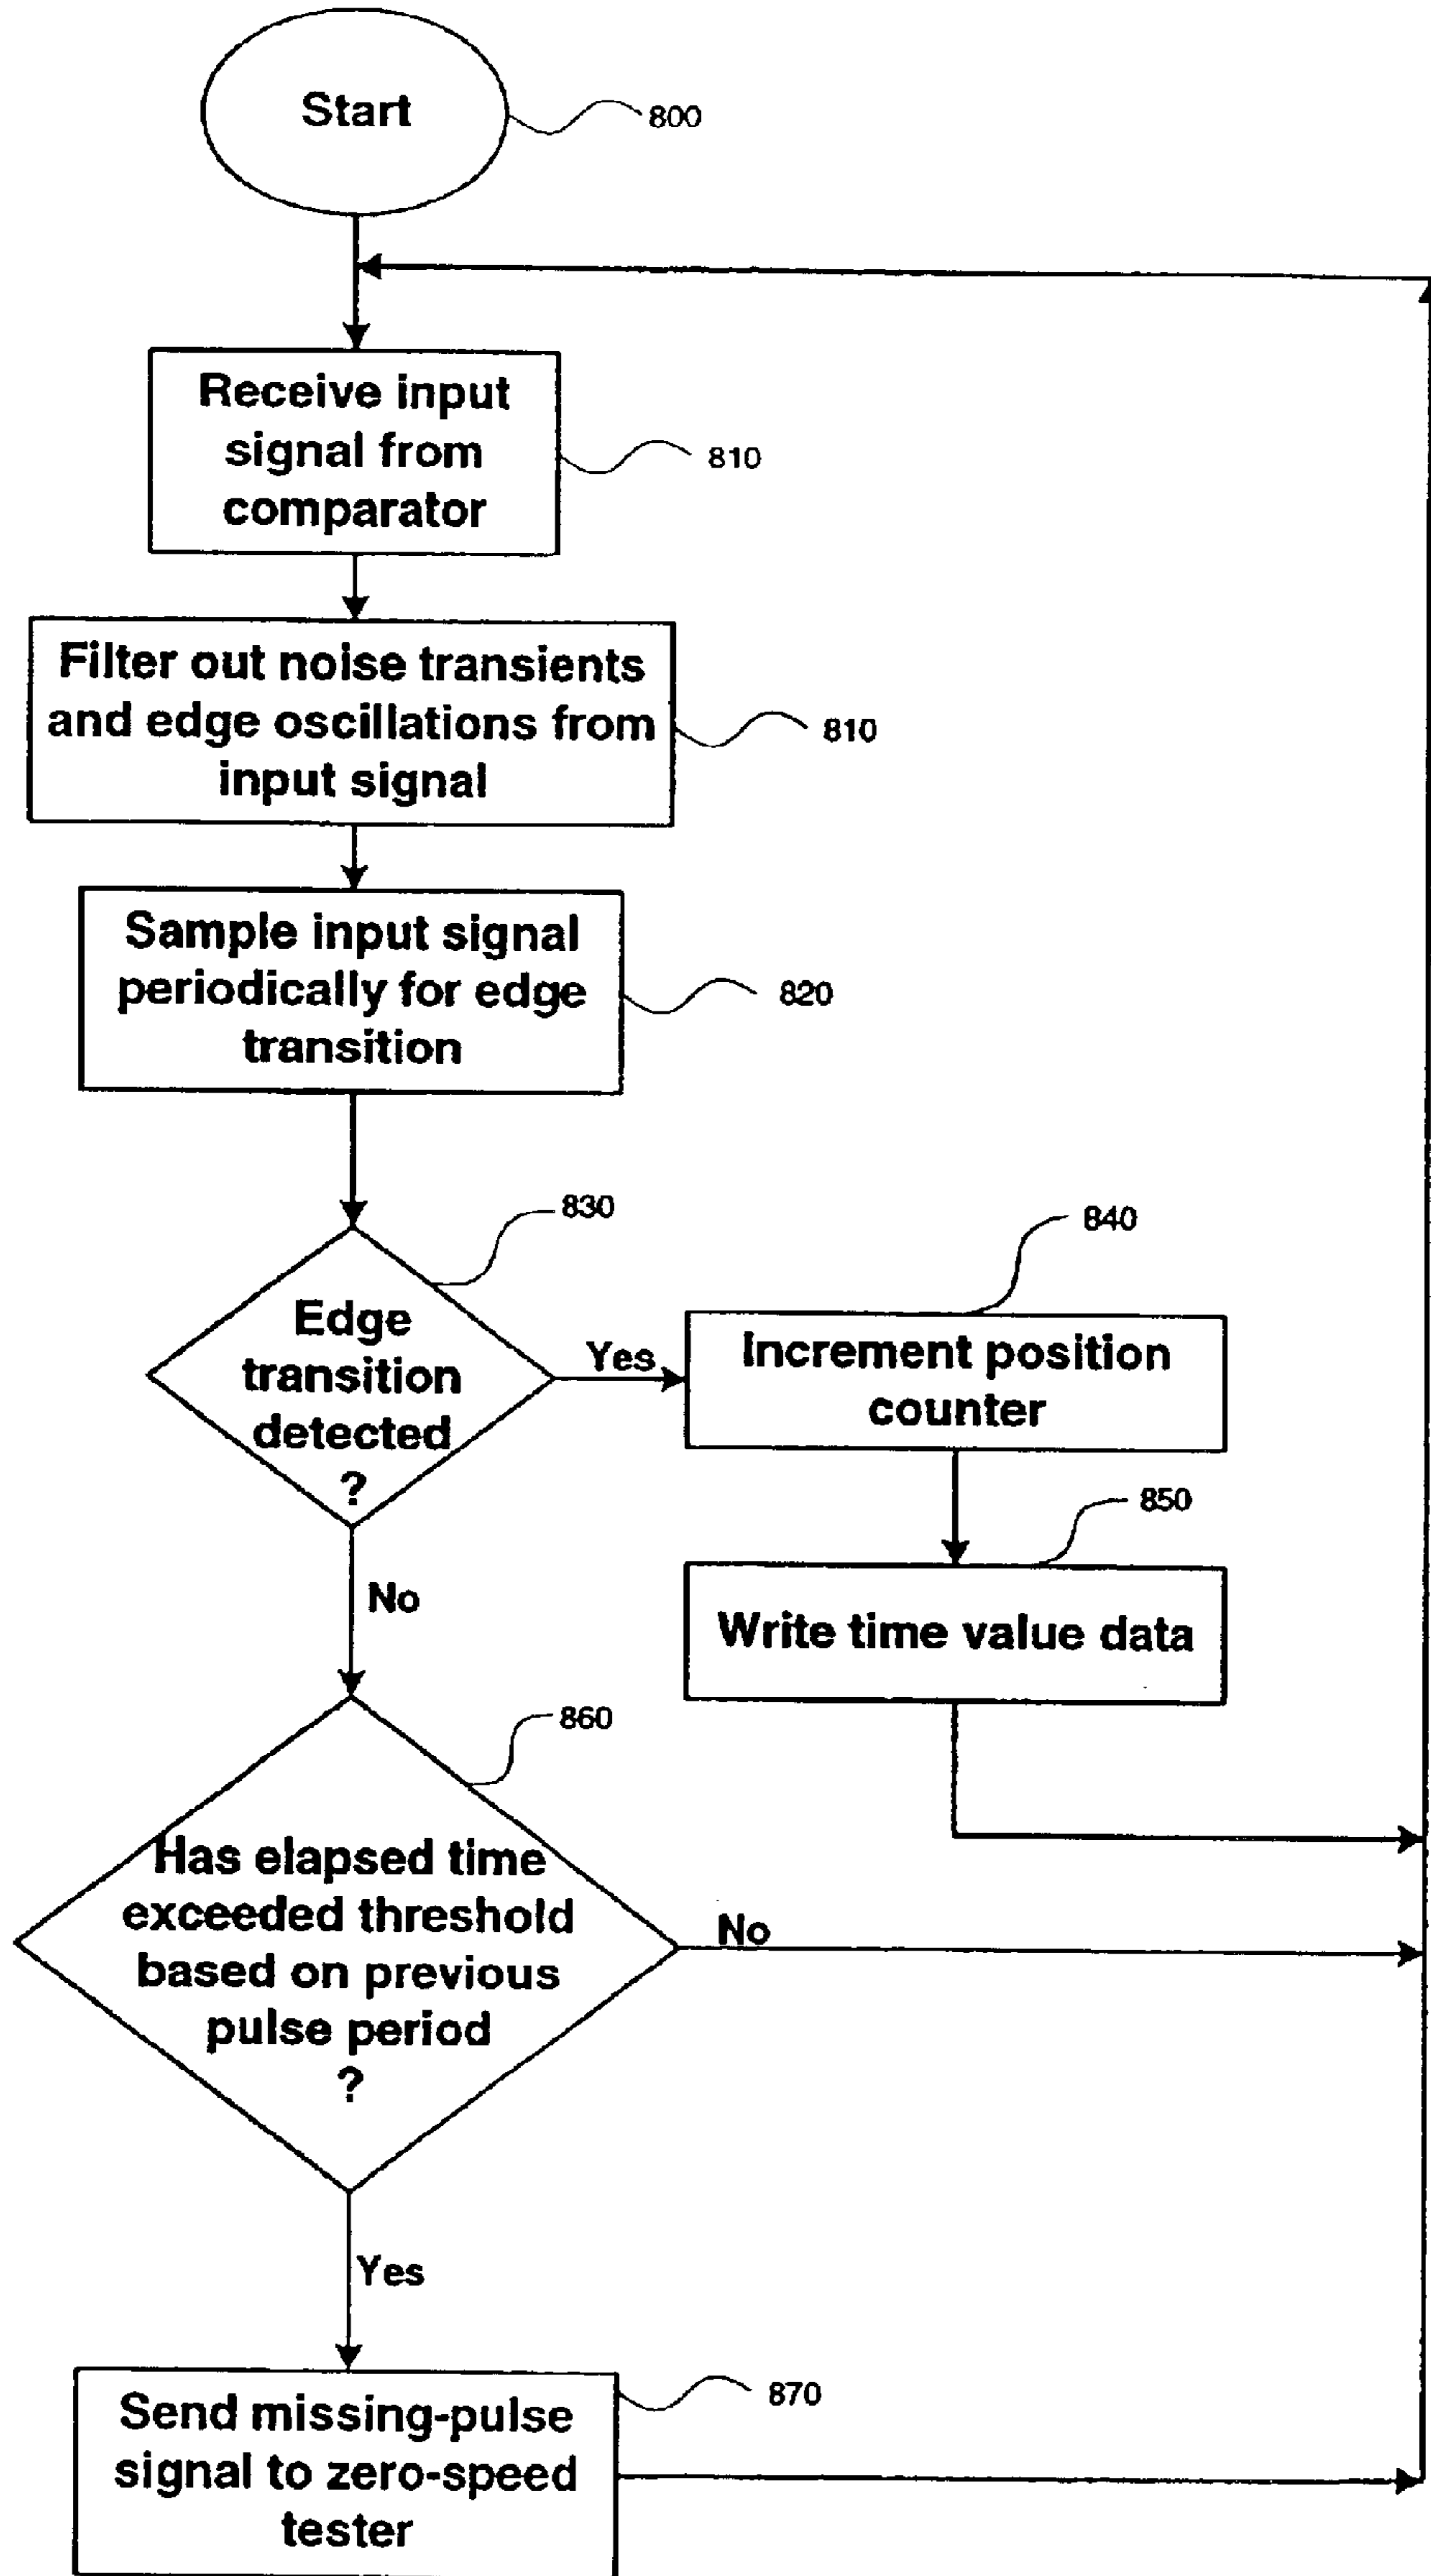 Start
800
Receive input
signal from
comparator
810
Filter out noise transients
and edge oscillations from
input signal
810
Sample input signal
periodically for edge
transition
820
830
Edge
transition
detected
?
Yes
840
Increment position
counter
850
Write time value data
No
860
Has elapsed time
exceeded threshold
based on previous
pulse period
?
No
Yes
870
Send missing-pulse
signal to zero-speed
tester